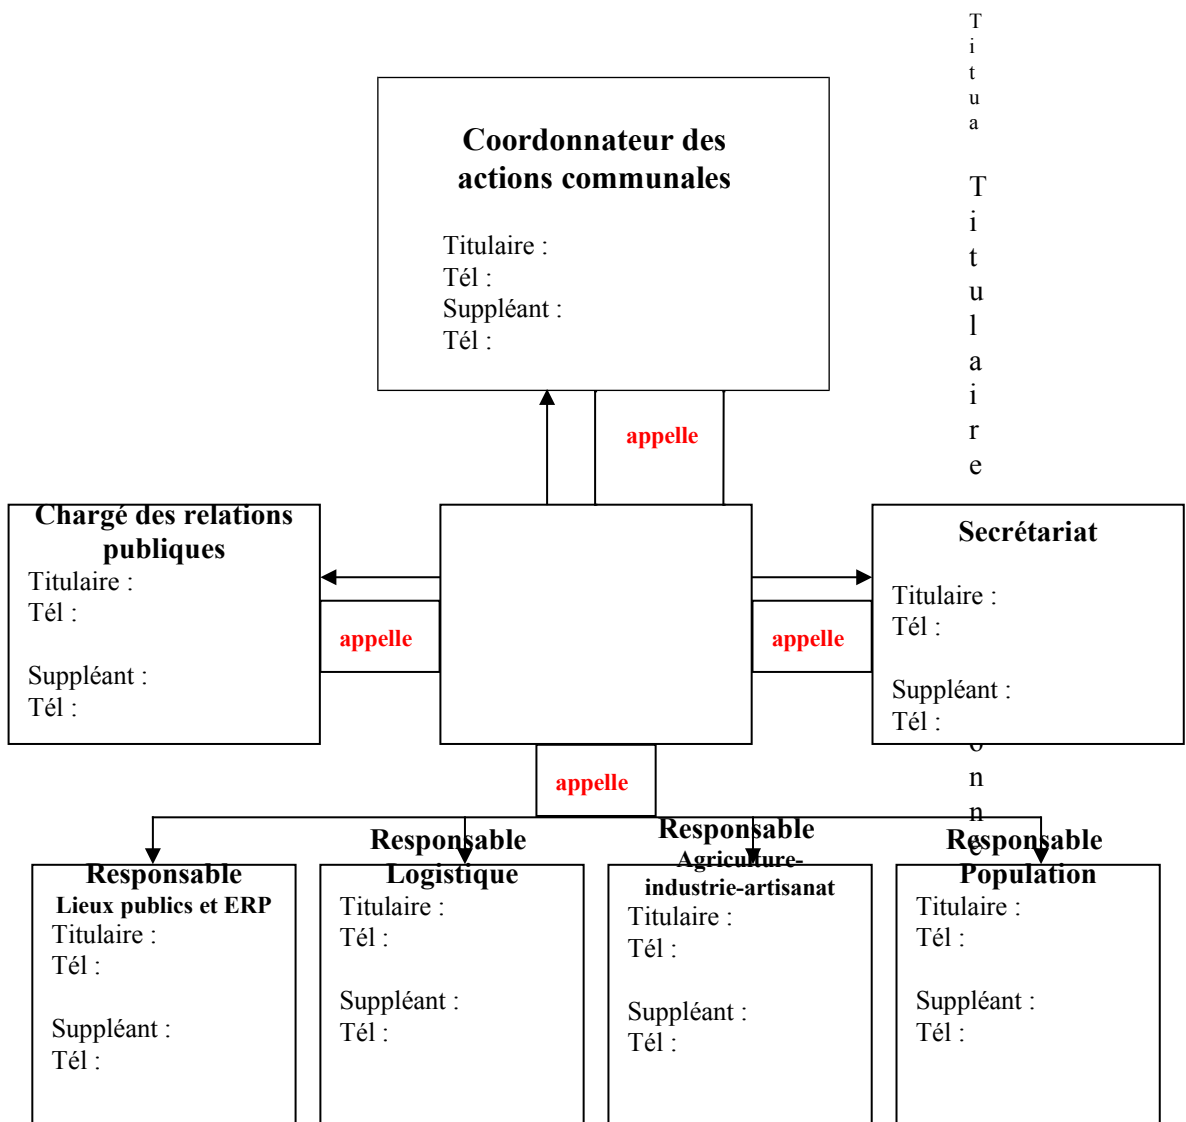 T
i
t
u
a
T
i
t
u
l
a
i
r
e
Coordonnateur des
actions communales
Titulaire :
Tél :
Suppléant :
Tél :
appelle
Chargé des relations
publiques
Titulaire :
Tél :
Suppléant :
Tél :
appelle
appelle
Secrétariat
Titulaire :
Tél :
Suppléant :
Tél :
o
n
n
e
appelle
Responsable
Lieux publics et ERP
Titulaire :
Tél :
Suppléant :
Tél :
Responsable
Logistique
Titulaire :
Tél :
Suppléant :
Tél :
Responsable
Agriculture-
industrie-artisanat
Titulaire :
Tél :
Suppléant :
Tél :
Responsable
Population
Titulaire :
Tél :
Suppléant :
Tél :